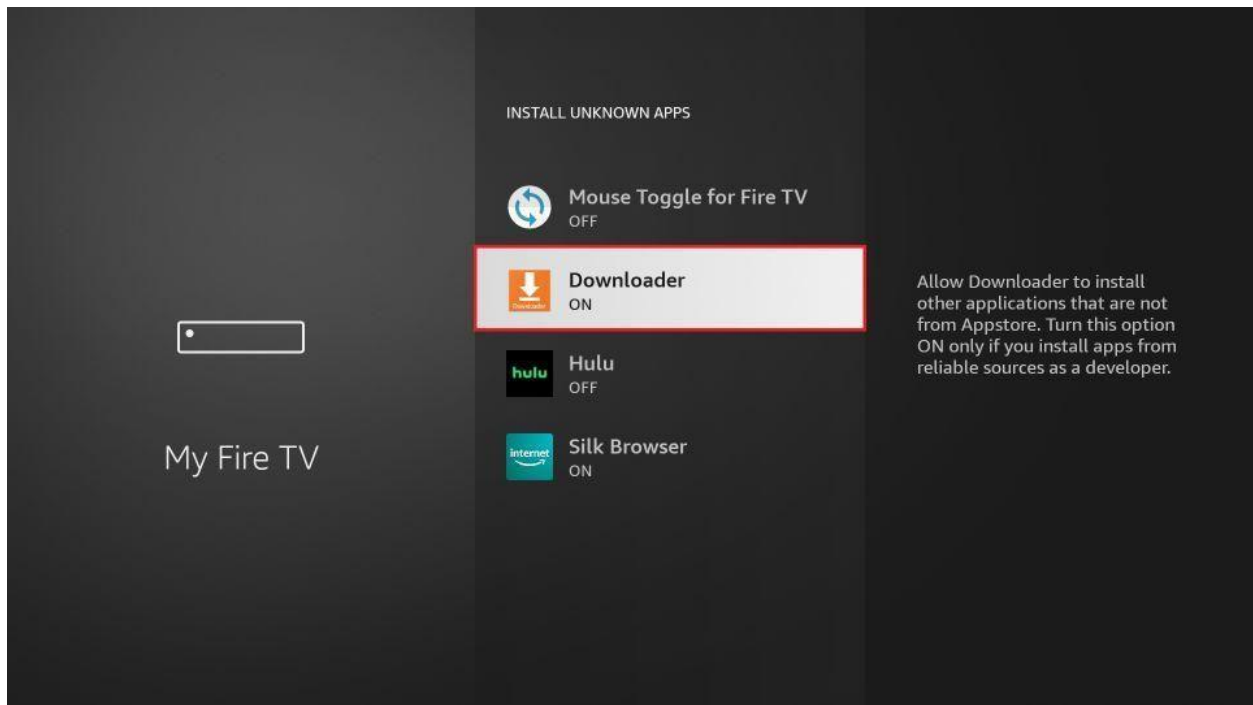 INSTALL UNKNOWN APPS
Mouse Toggle for Fire TV
OFF
Downloader
Downloader
ON
hulu
Hulu
OFF
internet
Silk Browser
ON
My Fire TV
Allow Downloader to install
other applications that are not
from Appstore. Turn this option
ON only if you install apps from
reliable sources as a developer.